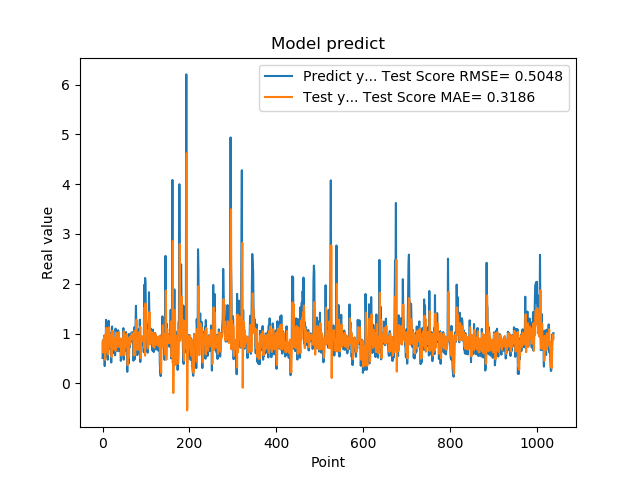 Model predict
Predict y... Test Score RMSE= 0.5048
Test y... Test Score MAE= 0.3186
6
5
4
3
2
1
0
Real value
0 200 400 600 800 1000
Point